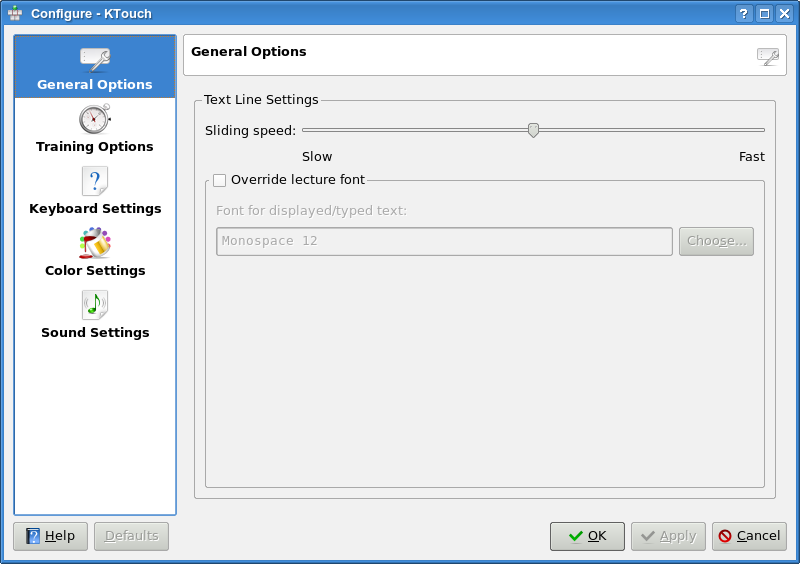 Configure - KTouch
General Options
Training Options
Keyboard Settings
Color Settings
Sound Settings
General Options
Text Line Settings
Sliding speed:
Slow Fast
Override lecture font
Font for displayed/typed text:
Monospace 12 Choose...
Help Defaults OK Apply Cancel